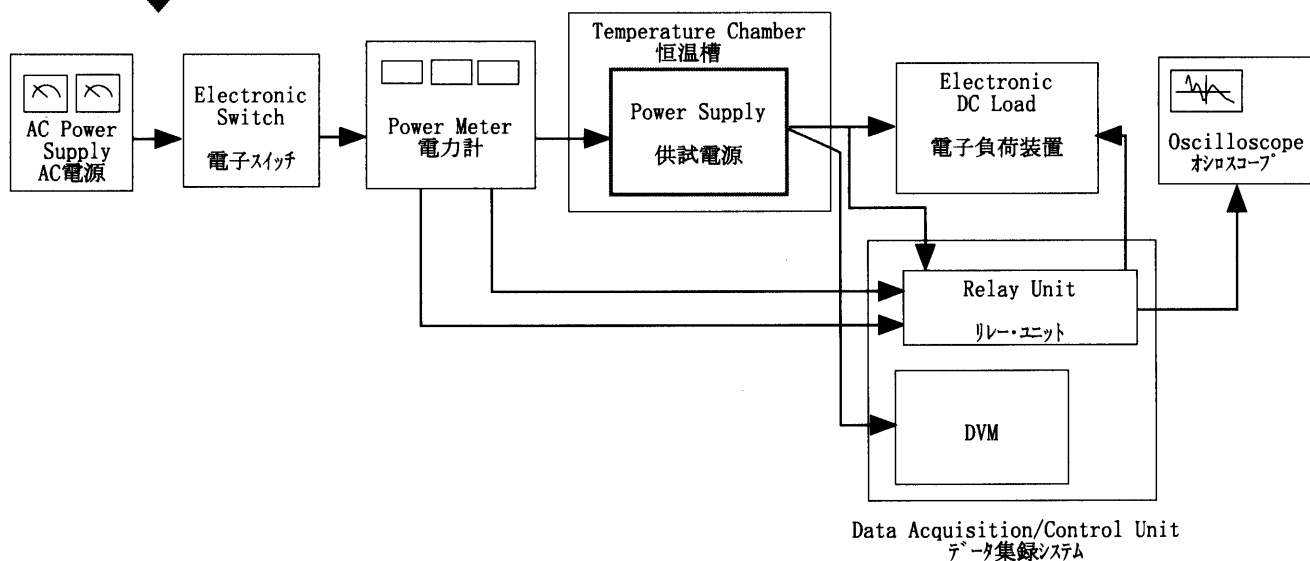 AC Power
Supply
AC電源
Electronic
Switch
電子スイッチ
Power Meter
電力計
Temperature Chamber
恒温槽
Power Supply
供試電源
Electronic
DC Load
電子負荷装置
Oscilloscope
オシロスコープ
Relay Unit
リレー・ユニット
DVM
Data Acquisition/Control Unit
データ集録システム